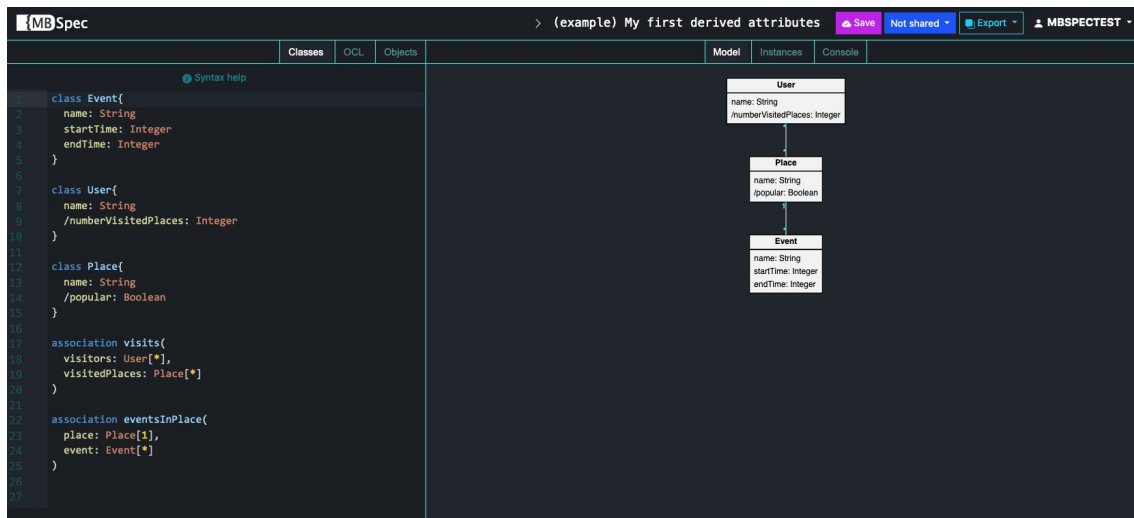 {MB}Spec
> (example) My first derived attributes
Save
Not shared
Export
MBSPECTEST
Classes
OCL
Objects
Model
Instances
Console
Syntax help
1 class Event{
2 name: String
3 startTime: Integer
4 endTime: Integer
5 }
6
7 class User{
8 name: String
9 /numberVisitedPlaces: Integer
10 }
11
12 class Place{
13 name: String
14 /popular: Boolean
15 }
16
17 association visits(
18 visitors: User[*],
19 visitedPlaces: Place[*]
20 )
21
22 association eventsInPlace(
23 place: Place[1],
24 event: Event[*]
25 )
26
27
User
name: String
/numberVisitedPlaces: Integer
*
*
Place
name: String
/popular: Boolean
1
*
Event
name: String
startTime: Integer
endTime: Integer